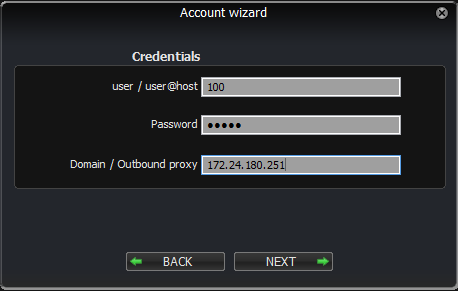 Account wizard
Credentials
user / user@host 100
Password ●●●●●
Domain / Outbound proxy 172.24.180.251
BACK NEXT